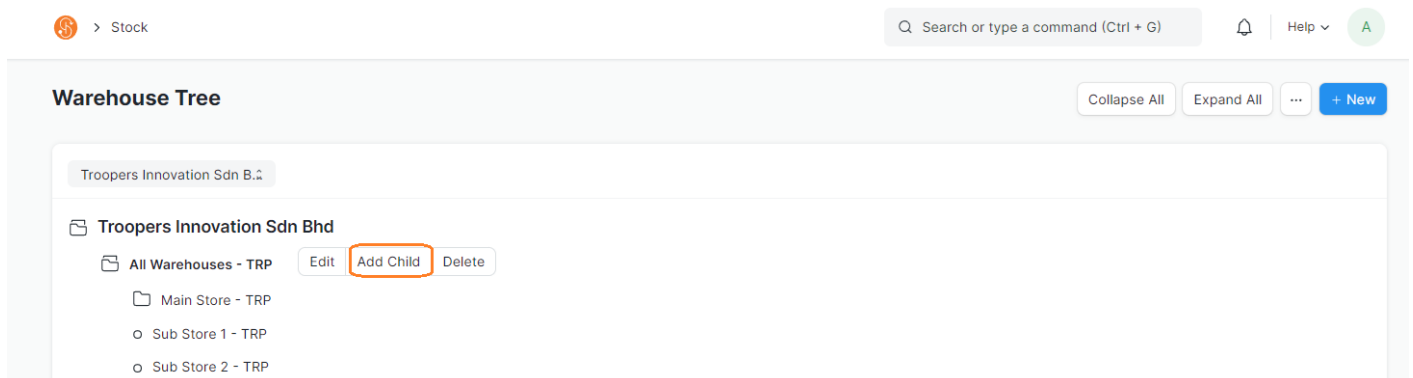 > Stock Search or type a command (Ctrl + G) Help A
Warehouse Tree Collapse All Expand All ... + New
Troopers Innovation Sdn B..
Troopers Innovation Sdn Bhd
All Warehouses - TRP Edit Add Child Delete
Main Store - TRP
Sub Store 1 - TRP
Sub Store 2 - TRP